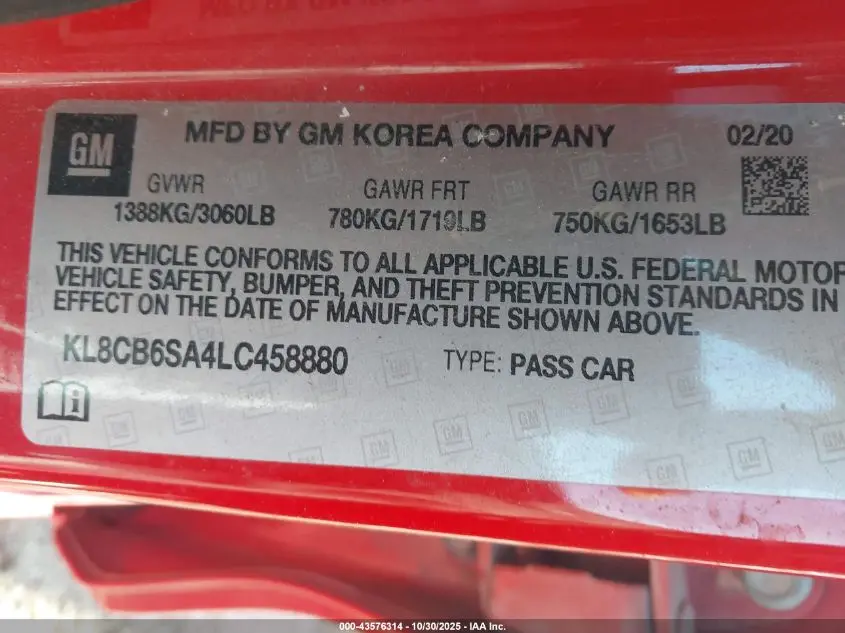 GM MFD BY GM KOREA COMPANY 02/20
GVWR GAWR FRT GAWR RR
1388KG/3060LB 780KG/1719LB 750KG/1653LB
THIS VEHICLE CONFORMS TO ALL APPLICABLE U.S. FEDERAL MOTOR
VEHICLE SAFETY, BUMPER, AND THEFT PREVENTION STANDARDS IN
EFFECT ON THE DATE OF MANUFACTURE SHOWN ABOVE.
KL8CB6SA4LC458880 TYPE: PASS CAR
000-43576314 - 10/30/2025 - IAA Inc.